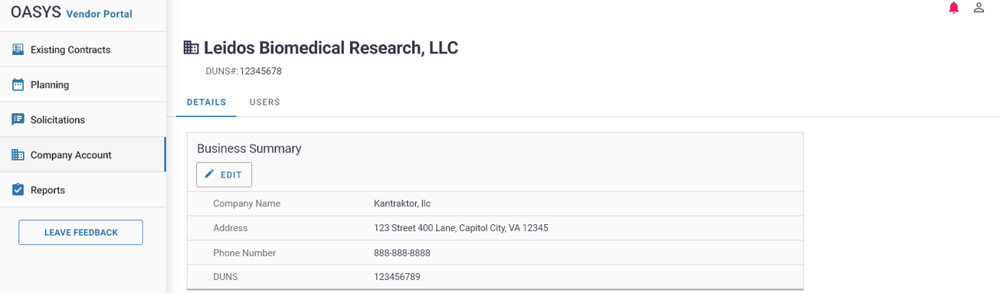 OASYS Vendor Portal
Existing Contracts
Planning
Solicitations
Company Account
Reports
LEAVE FEEDBACK
Leidos Biomedical Research, LLC
DUNS#: 12345678
DETAILS USERS
Business Summary
EDIT
Company Name Kantraktor, llc
Address 123 Street 400 Lane, Capitol City, VA 12345
Phone Number 888-888-8888
DUNS 123456789